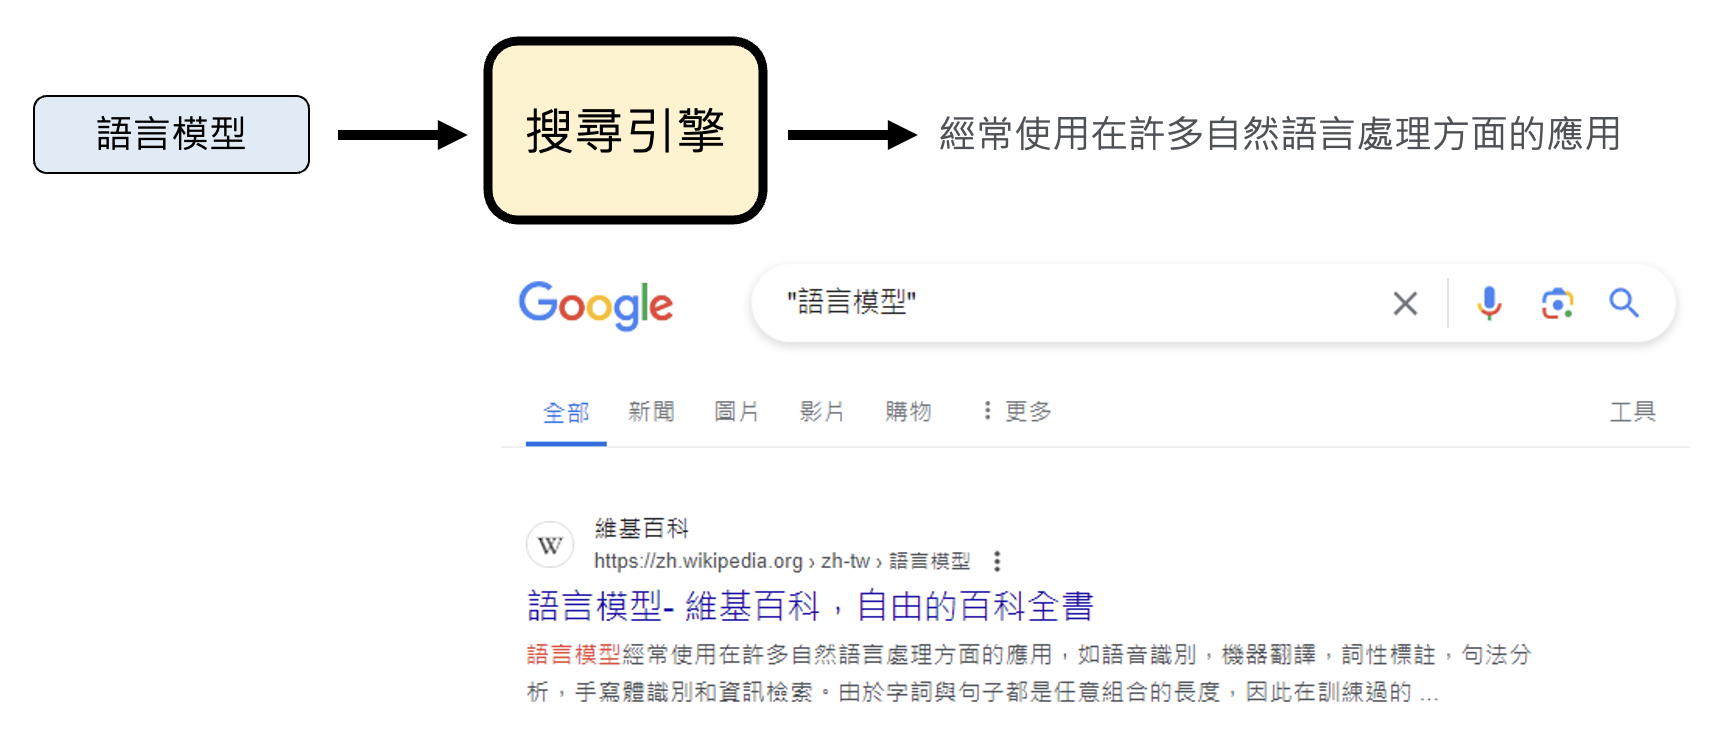 語言模型
搜尋引擎
經常使用在許多自然語言處理方面的應用
Google
"語言模型"
全部 新聞 圖片 影片 購物 更多 工具
W
維基百科
https://zh.wikipedia.org › zh-tw › 語言模型
語言模型- 維基百科，自由的百科全書
語言模型經常使用在許多自然語言處理方面的應用，如語音識別，機器翻譯，詞性標註，句法分
析，手寫體識別和資訊檢索。由於字詞與句子都是任意組合的長度，因此在訓練過的 ...